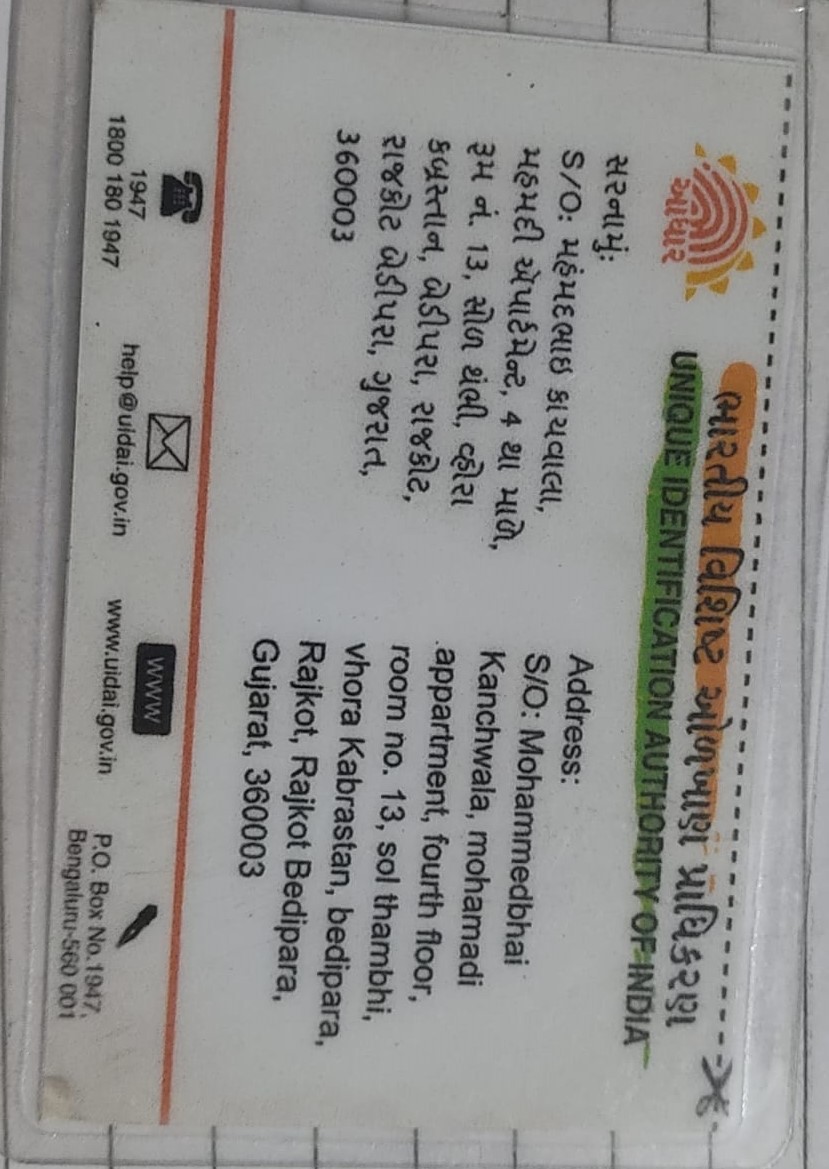 ભારતીય વિશિષ્ટ ઓળખાણ પ્રાધિકરણ
UNIQUE IDENTIFICATION AUTHORITY OF INDIA
આધાર
સરનામું:
S/O: મહંમદભાઇ કાચવાલા,
મહમદી એપાર્ટમેન્ટ, 4 થા માળે,
રૂમ નં. 13, સોળ થંભી, વ્હોરા
કબ્રસ્તાન, બેડીપરા, રાજકોટ,
રાજકોટ બેડીપરા, ગુજરાત,
360003
Address:
S/O: Mohammedbhai
Kanchwala, mohamadi
appartment, fourth floor,
room no. 13, sol thambhi,
vhora Kabrastan, bedipara,
Rajkot, Rajkot Bedipara,
Gujarat, 360003
1947
1800 180 1947
help@uidai.gov.in
WWW
www.uidai.gov.in
P.O. Box No.1947,
Bengaluru-560 001